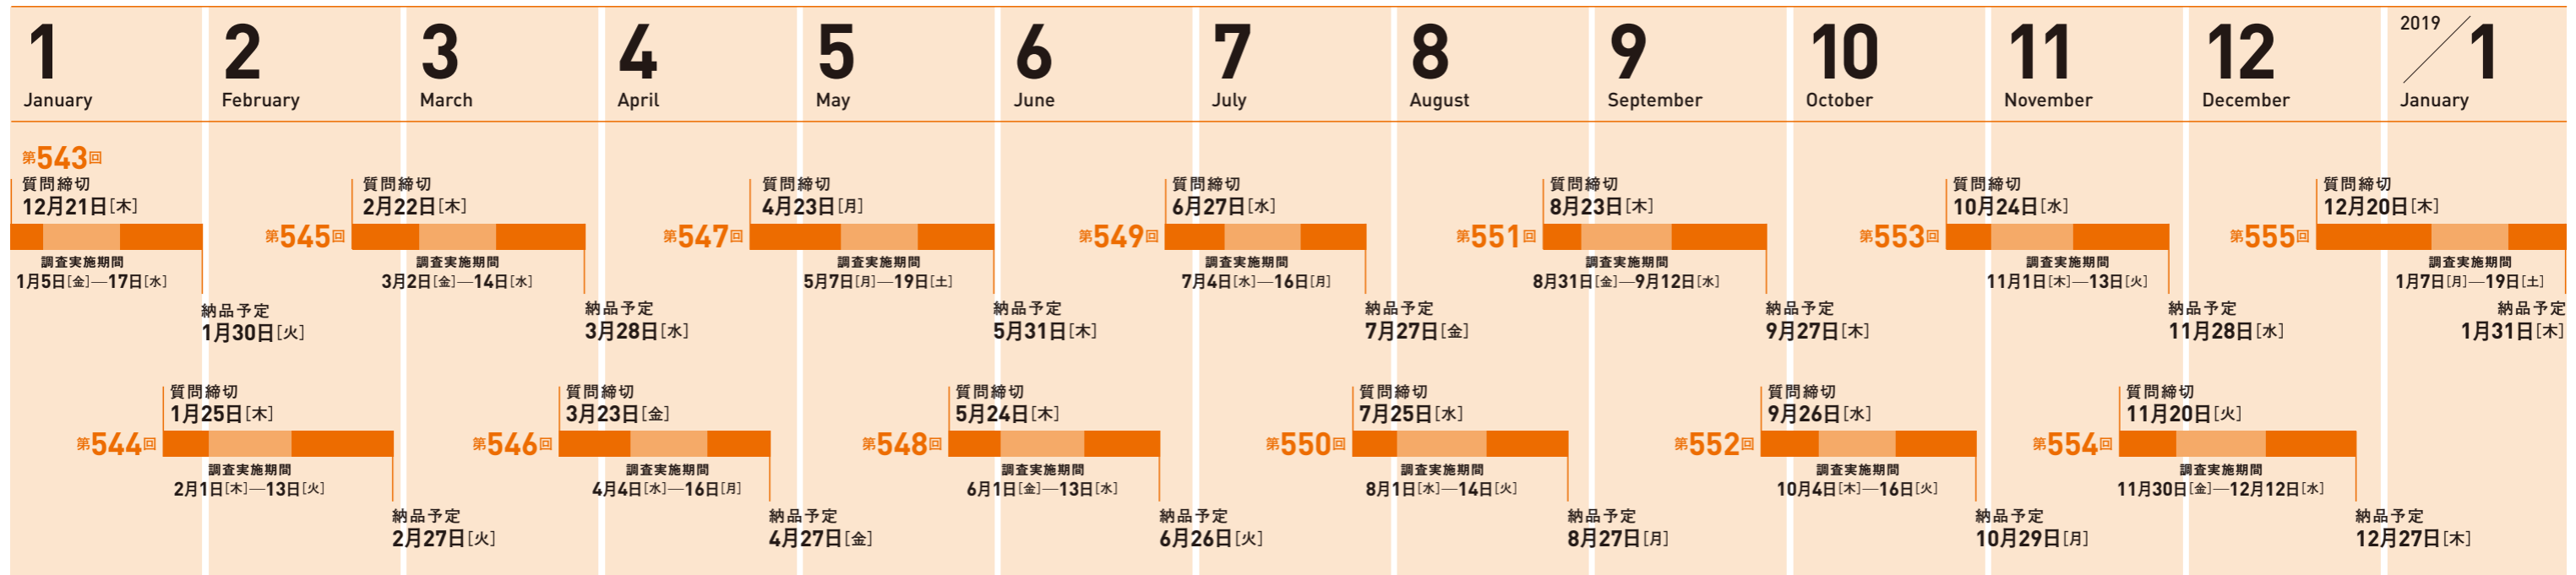 1
January
2
February
3
March
4
April
5
May
6
June
7
July
8
August
9
September
10
October
11
November
12
December
2019
1
January
第543回
質問締切
12月21日[木]
調査実施期間
1月5日[金]—17日[水]
納品予定
1月30日[火]
第545回
質問締切
2月22日[木]
調査実施期間
3月2日[金]—14日[水]
納品予定
3月28日[水]
第547回
質問締切
4月23日[月]
調査実施期間
5月7日[月]—19日[土]
納品予定
5月31日[木]
第549回
質問締切
6月27日[水]
調査実施期間
7月4日[水]—16日[月]
納品予定
7月27日[金]
第551回
質問締切
8月23日[木]
調査実施期間
8月31日[金]—9月12日[水]
納品予定
9月27日[木]
第553回
質問締切
10月24日[水]
調査実施期間
11月1日[木]—13日[火]
納品予定
11月28日[水]
第555回
質問締切
12月20日[木]
調査実施期間
1月7日[月]—19日[土]
納品予定
1月31日[木]
第544回
質問締切
1月25日[木]
調査実施期間
2月1日[木]—13日[火]
納品予定
2月27日[火]
第546回
質問締切
3月23日[金]
調査実施期間
4月4日[水]—16日[月]
納品予定
4月27日[金]
第548回
質問締切
5月24日[木]
調査実施期間
6月1日[金]—13日[水]
納品予定
6月26日[火]
第550回
質問締切
7月25日[水]
調査実施期間
8月1日[水]—14日[火]
納品予定
8月27日[月]
第552回
質問締切
9月26日[水]
調査実施期間
10月4日[木]—16日[火]
納品予定
10月29日[月]
第554回
質問締切
11月20日[火]
調査実施期間
11月30日[金]—12月12日[水]
納品予定
12月27日[木]